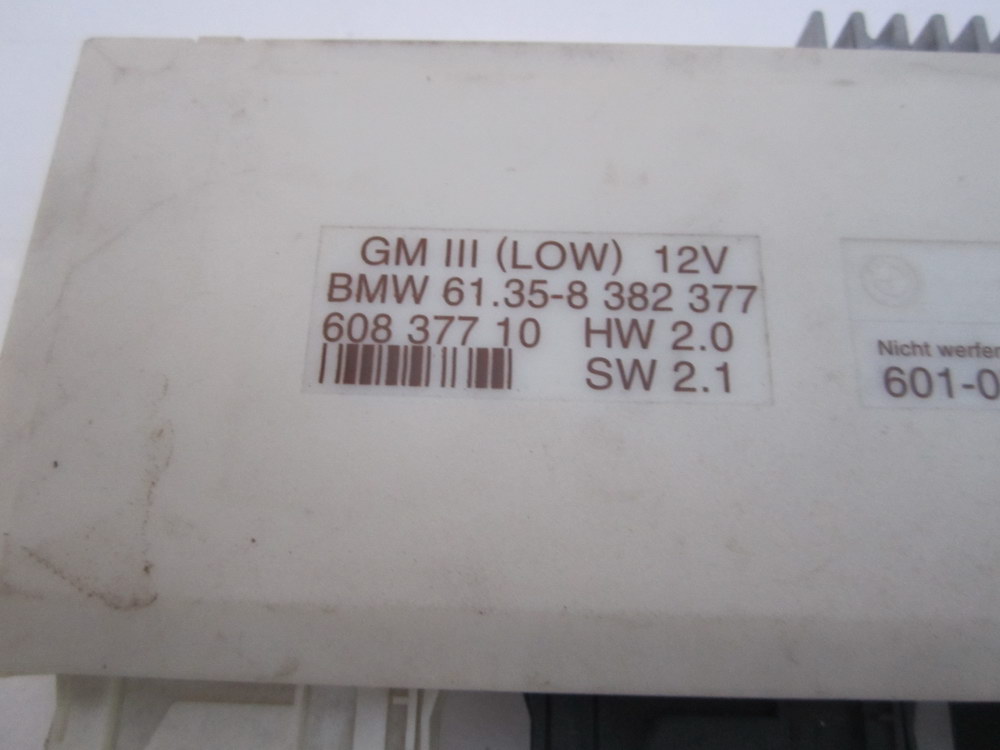 GM III (LOW) 12V
BMW 61.35-8 382 377
608 377 10 HW 2.0
SW 2.1
Nicht
601-0